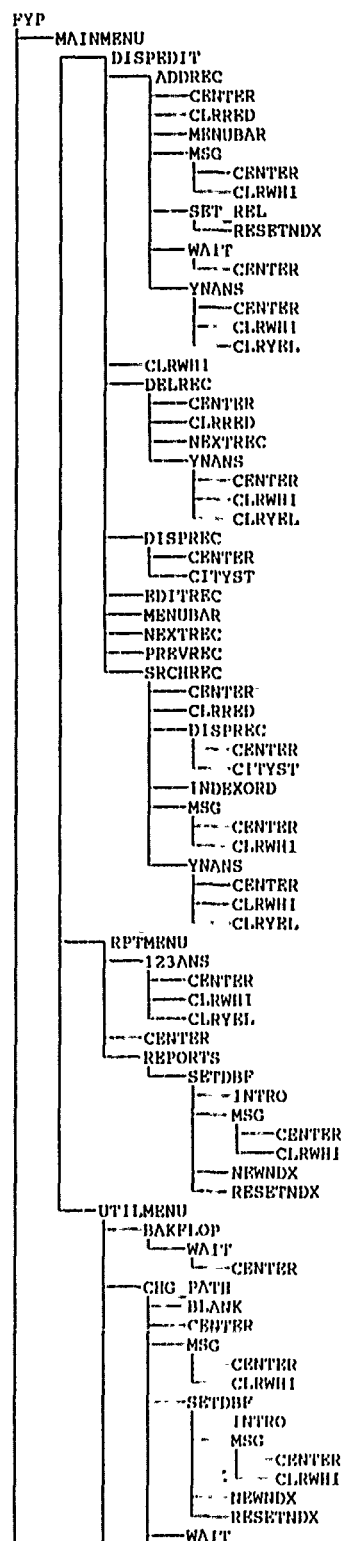 FYP
MAINMENU
DISPEDIT
ADDREC
CENTER
CLRRED
MENUBAR
MSG
CENTER
CLRWHI
SET_REL
RESETNDX
WAIT
CENTER
YNANS
CENTER
CLRWHI
CLRYEL
CLRWHI
DELREC
CENTER
CLRRED
NEXTREC
YNANS
CENTER
CLRWHI
CLRYEL
DISPREC
CENTER
CITYST
EDITREC
MENUBAR
NEXTREC
PREVREC
SRCHREC
CENTER
CLRRED
DISPREC
CENTER
CITYST
INDEXORD
MSG
CENTER
CLRWHI
YNANS
CENTER
CLRWHI
CLRYEL
RPTMENU
123ANS
CENTER
CLRWHI
CLRYEL
CENTER
REPORTS
SETDBF
INTRO
MSG
CENTER
CLRWHI
NEWNDX
RESETNDX
UTILMENU
BAKFLOP
WAIT
CENTER
CHG_PATH
BLANK
CENTER
MSG
CENTER
CLRWHI
SETDBF
INTRO
MSG
CENTER
CLRWHI
NEWNDX
RESETNDX
WAIT